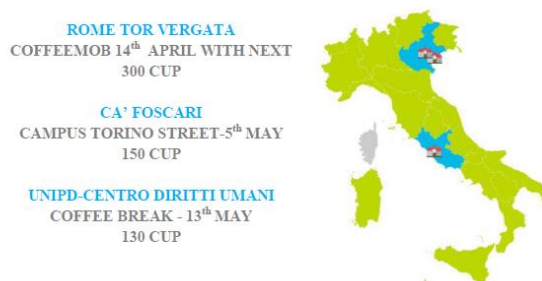 ROME TOR VERGATA
COFFEEMOB 14th APRIL WITH NEXT
300 CUP
CA' FOSCARI
CAMPUS TORINO STREET-5th MAY
150 CUP
UNIPD-CENTRO DIRITTI UMANI
COFFEE BREAK - 13th MAY
130 CUP